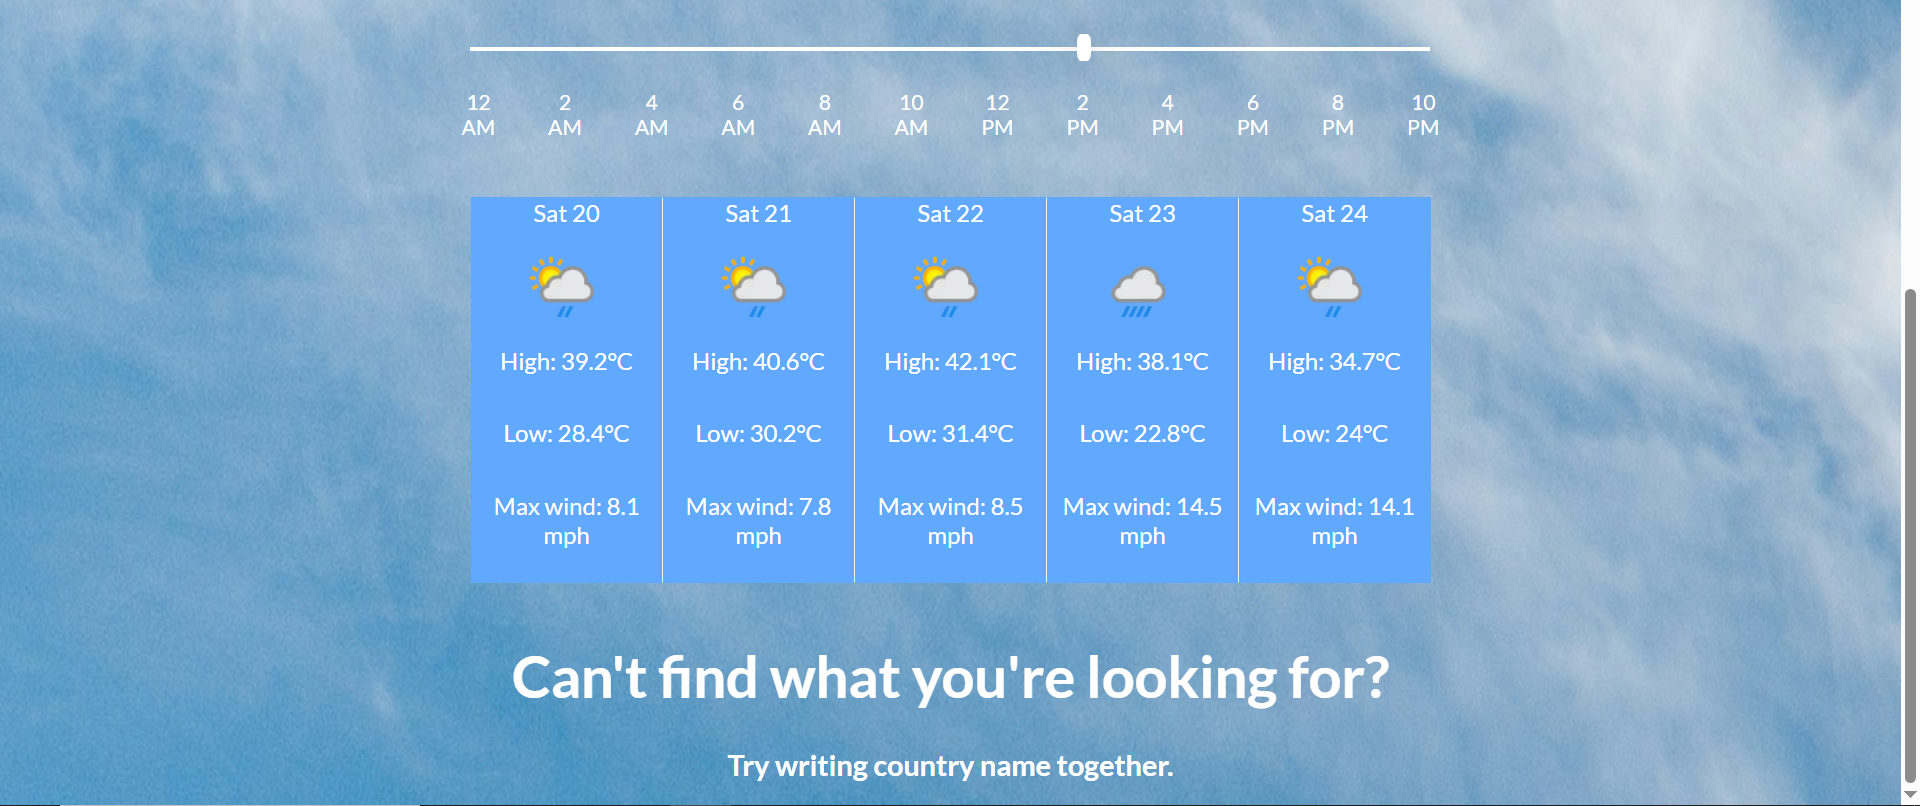 12 AM 2 AM 4 AM 6 AM 8 AM 10 AM 12 PM 2 PM 4 PM 6 PM 8 PM 10 PM
Sat 20
High: 39.2°C
Low: 28.4°C
Max wind: 8.1
mph
Sat 21
High: 40.6°C
Low: 30.2°C
Max wind: 7.8
mph
Sat 22
High: 42.1°C
Low: 31.4°C
Max wind: 8.5
mph
Sat 23
High: 38.1°C
Low: 22.8°C
Max wind: 14.5
mph
Sat 24
High: 34.7°C
Low: 24°C
Max wind: 14.1
mph
Can't find what you're looking for?
Try writing country name together.